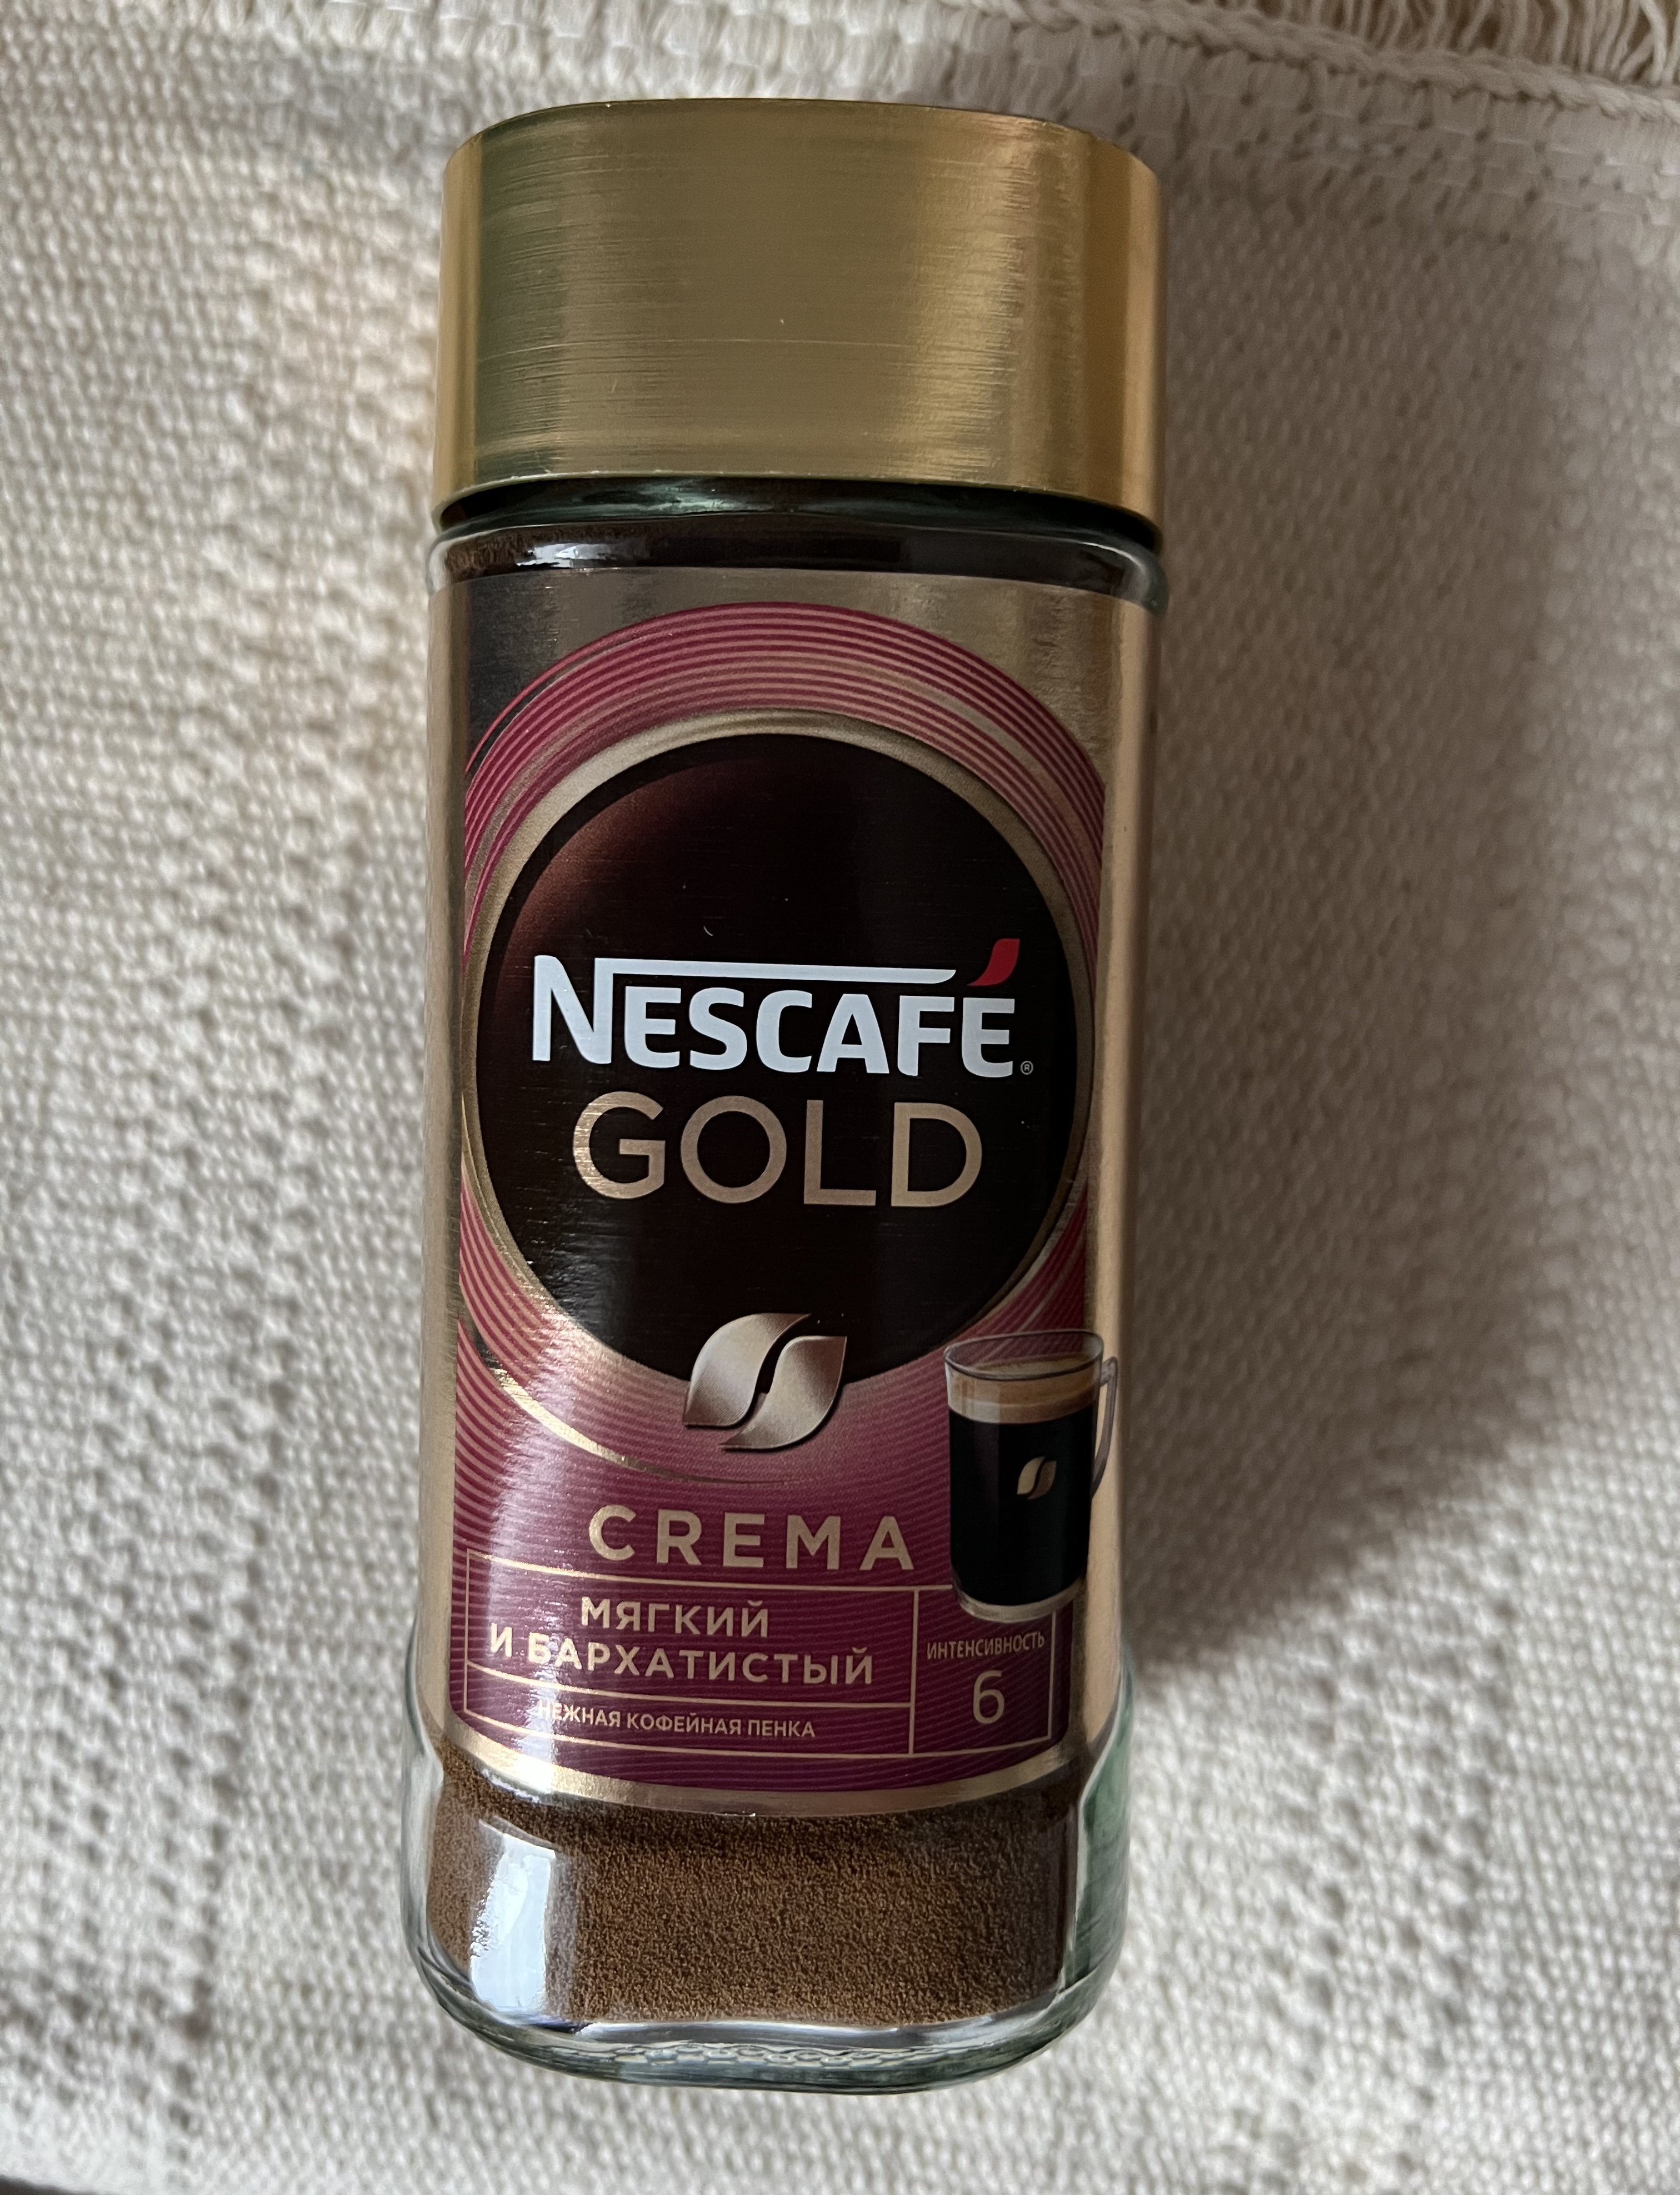 NESCAFÉ®
GOLD
CREMA
МЯГКИЙ
И БАРХАТИСТЫЙ
НЕЖНАЯ КОФЕЙНАЯ ПЕНКА
ИНТЕНСИВНОСТЬ
6